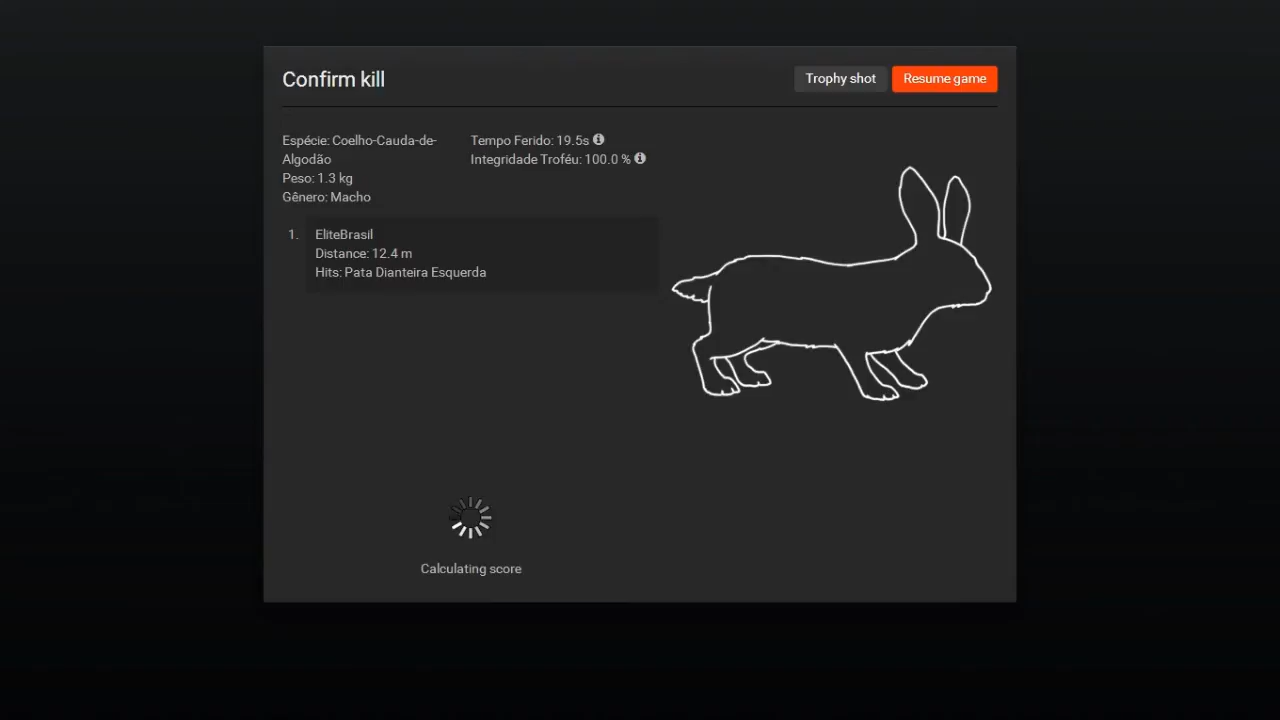 Confirm kill
Trophy shot
Resume game
Espécie: Coelho-Cauda-de-
Algodão
Peso: 1.3 kg
Gênero: Macho
Tempo Ferido: 19.5s
Integridade Troféu: 100.0 %
1.
EliteBrasil
Distance: 12.4 m
Hits: Pata Dianteira Esquerda
Calculating score